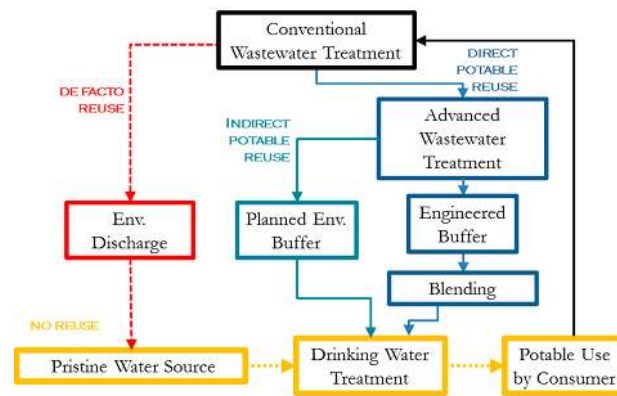 Conventional
Wastewater Treatment
DIRECT
POTABLE
REUSE
DE FACTO
REUSE
INDIRECT
POTABLE
REUSE
Advanced
Wastewater
Treatment
Env.
Discharge
Planned Env.
Buffer
Engineered
Buffer
Blending
NO REUSE
Pristine Water Source
Drinking Water
Treatment
Potable Use
by Consumer